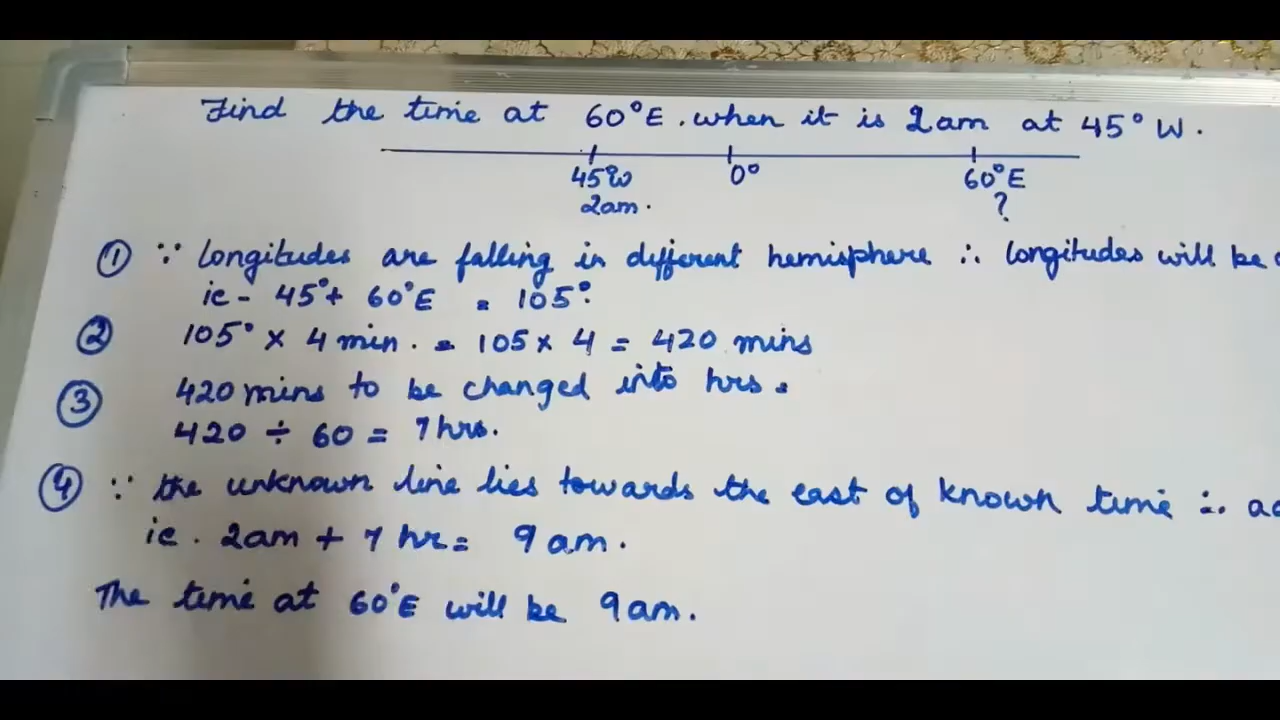 Find the time at 60°E. when it is 2am at 45° W.
45°W 0° 60°E
2am. ?
① ∵ longitudes are falling in different hemisphere ∴ longitudes will be
ie - 45°+ 60°E = 105°.
② 105° × 4 min. = 105 × 4 = 420 mins
③ 420 mins to be changed into hrs.
420 ÷ 60 = 7 hrs.
④ ∵ the unknown line lies towards the east of known time ∴
ie. 2am + 7 hr = 9 am.
The time at 60°E will be 9am.